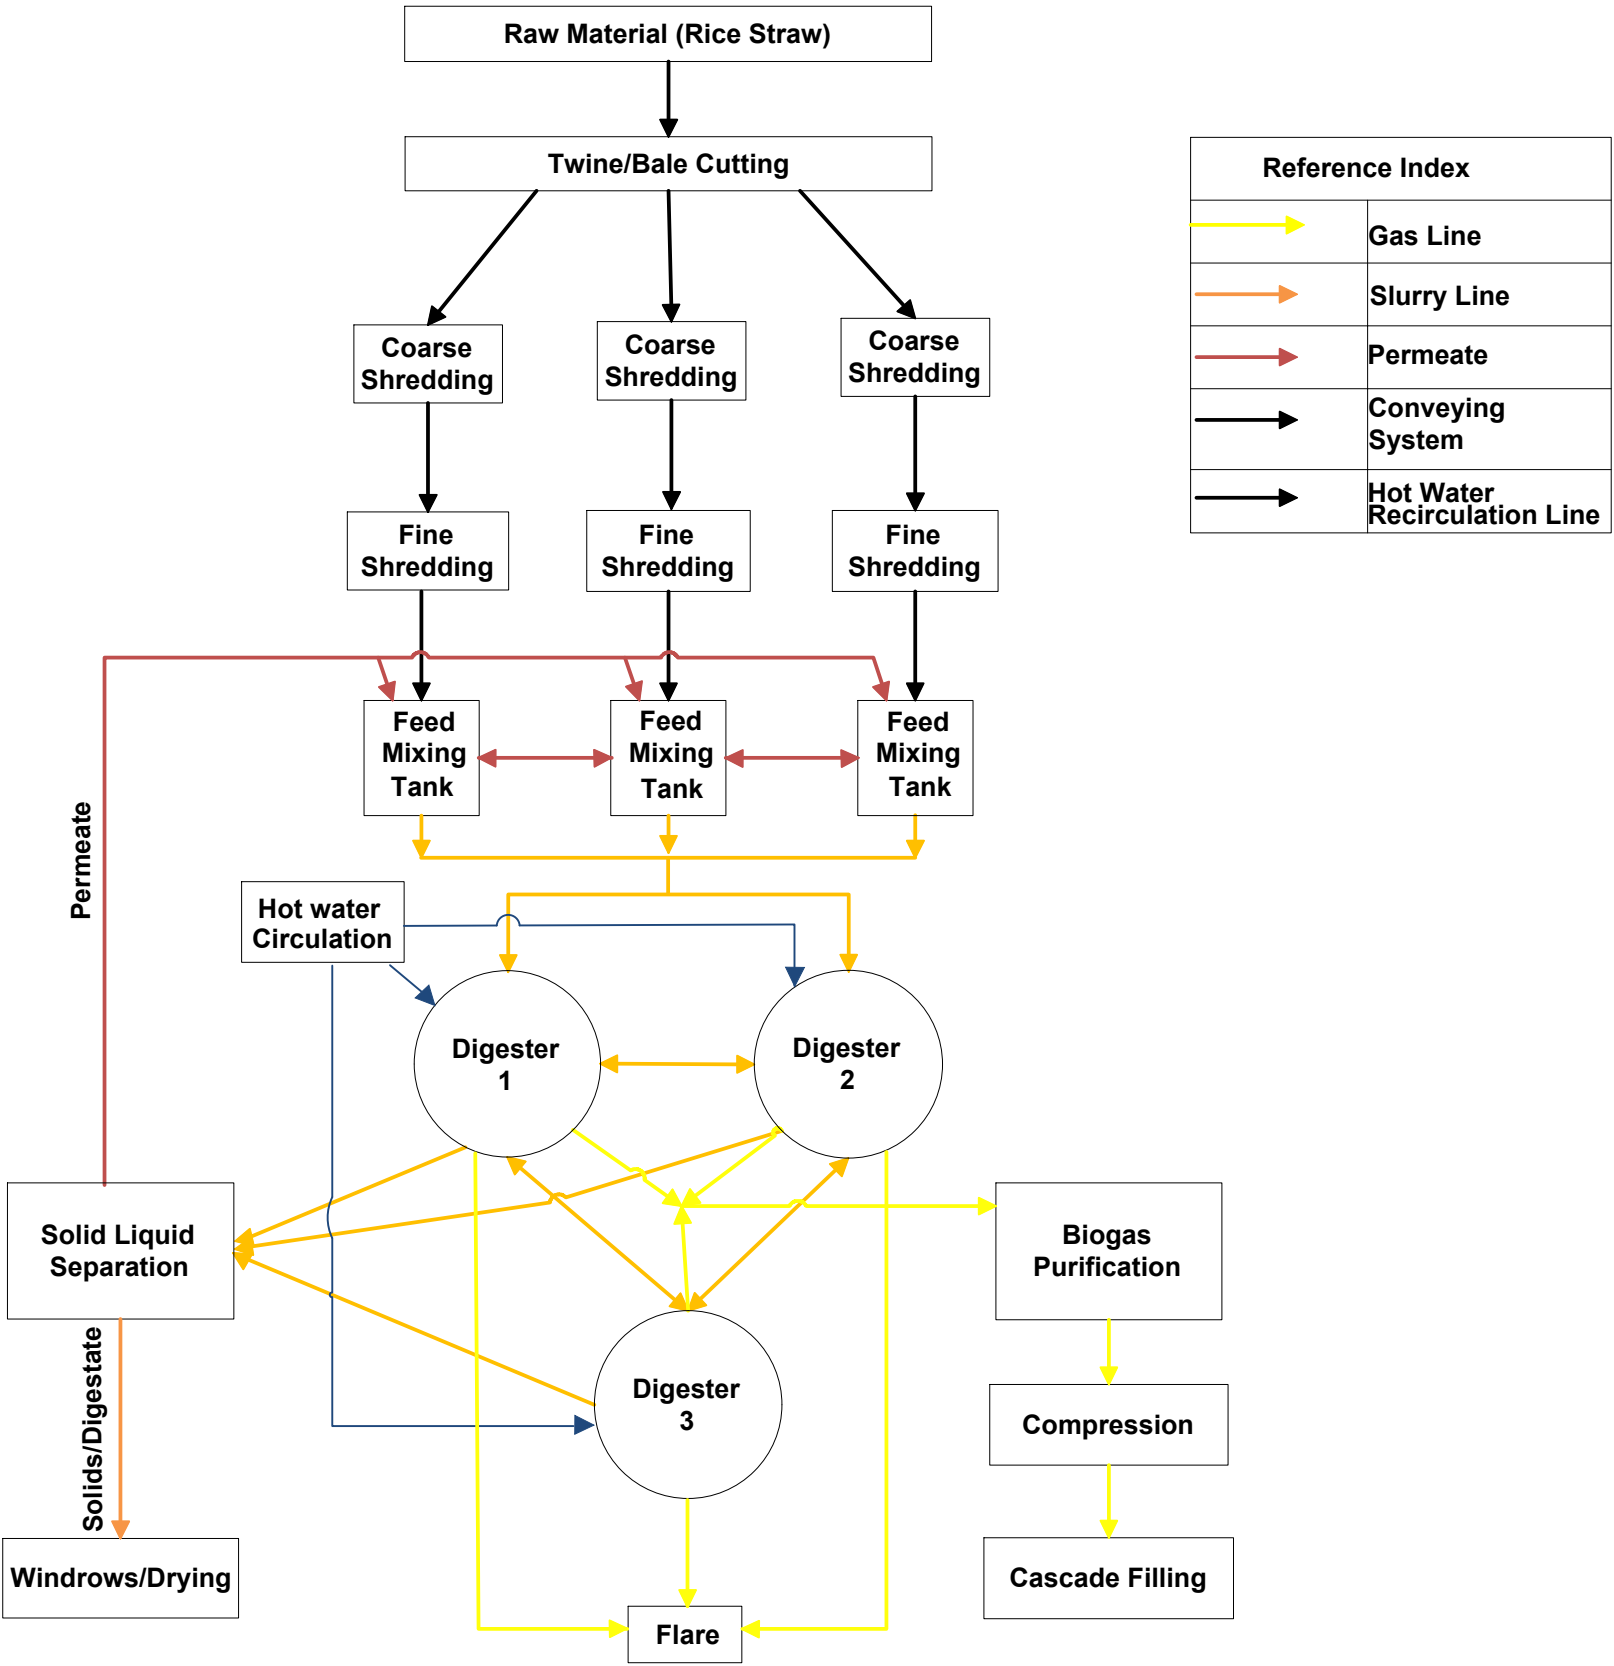 Raw Material (Rice Straw)
Twine/Bale Cutting
Reference Index
Gas Line
Slurry Line
Permeate
Conveying
System
Hot Water
Recirculation Line
Coarse
Shredding
Coarse
Shredding
Coarse
Shredding
Fine
Shredding
Fine
Shredding
Fine
Shredding
Feed
Mixing
Tank
Feed
Mixing
Tank
Feed
Mixing
Tank
Permeate
Hot water
Circulation
Digester
1
Digester
2
Solid Liquid
Separation
Biogas
Purification
Digester
3
Compression
Solids/Digestate
Windrows/Drying
Cascade Filling
Flare